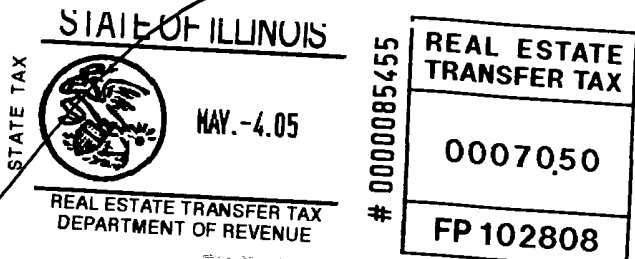 STATE OF ILLINOIS
STATE TAX
MAY.-4.05
REAL ESTATE TRANSFER TAX
DEPARTMENT OF REVENUE
# 0000085455
REAL ESTATE
TRANSFER TAX
0007050
FP 102808